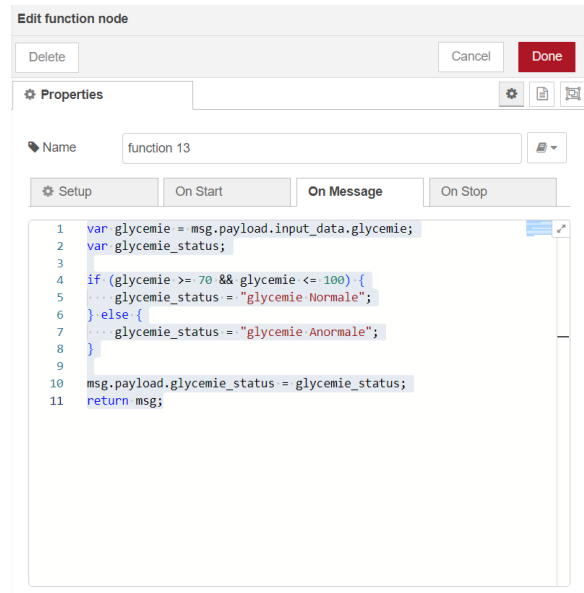 Edit function node
Delete
Cancel
Done
Properties
Name
function 13
Setup
On Start
On Message
On Stop
1 var glycemie = msg.payload.input_data.glycemie;
2 var glycemie_status;
3
4 if (glycemie >= 70 && glycemie <= 100) {
5     glycemie_status = "glycemie Normale";
6 } else {
7     glycemie_status = "glycemie Anormale";
8 }
9
10 msg.payload.glycemie_status = glycemie_status;
11 return msg;